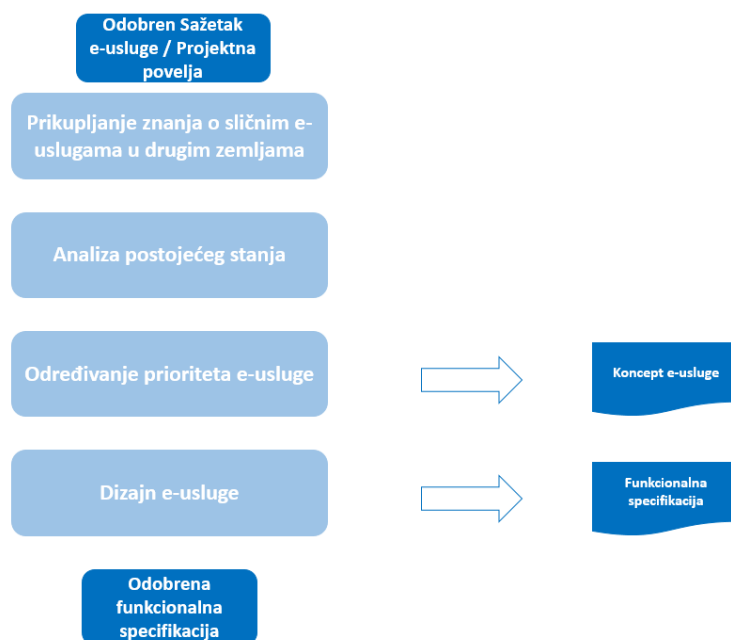 Odobren Sažetak
e-usluge / Projektna
povelja
Prikupljanje znanja o sličnim e-
uslugama u drugim zemljama
Analiza postojećeg stanja
Određivanje prioriteta e-usluge
Koncept e-usluge
Dizajn e-usluge
Funkcionalna
specifikacija
Odobrena
funkcionalna
specifikacija